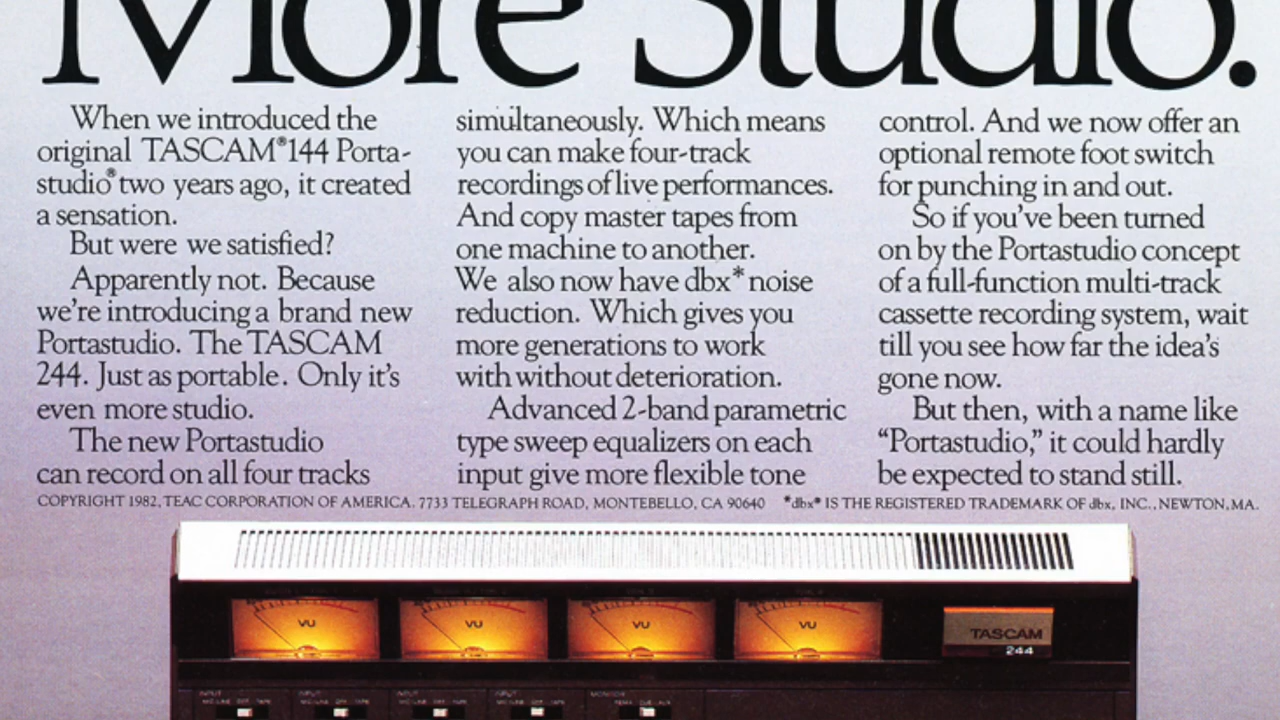 More Studio.
When we introduced the
original TASCAM®144 Porta-
studio® two years ago, it created
a sensation.
But were we satisfied?
Apparently not. Because
we're introducing a brand new
Portastudio. The TASCAM
244. Just as portable. Only it's
even more studio.
The new Portastudio
can record on all four tracks
simultaneously. Which means
you can make four-track
recordings of live performances.
And copy master tapes from
one machine to another.
We also now have dbx* noise
reduction. Which gives you
more generations to work
with without deterioration.
Advanced 2-band parametric
type sweep equalizers on each
input give more flexible tone
control. And we now offer an
optional remote foot switch
for punching in and out.
So if you've been turned
on by the Portastudio concept
of a full-function multi-track
cassette recording system, wait
till you see how far the idea's
gone now.
But then, with a name like
“Portastudio,” it could hardly
be expected to stand still.
COPYRIGHT 1982, TEAC CORPORATION OF AMERICA. 7733 TELEGRAPH ROAD, MONTEBELLO, CA 90640 *dbx® IS THE REGISTERED TRADEMARK OF dbx, INC., NEWTON, MA.
VU VU VU VU
TASCAM
244
INPUT INPUT INPUT INPUT MONITOR